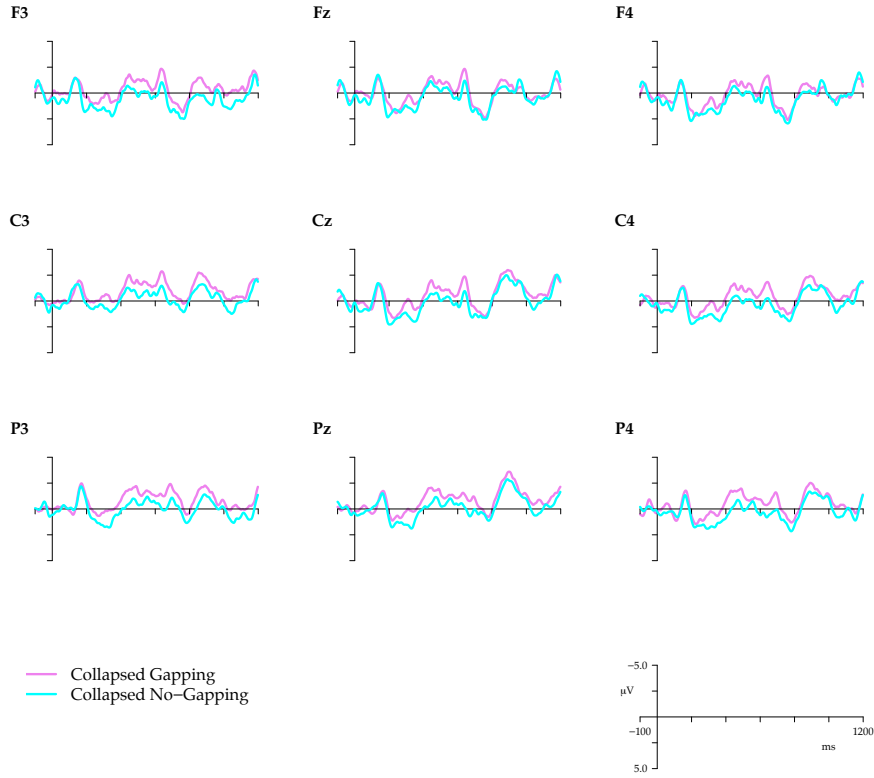 F3
Fz
F4
C3
Cz
C4
P3
Pz
P4
Collapsed Gapping
Collapsed No−Gapping
−5.0
μV
−100
1200
ms
5.0